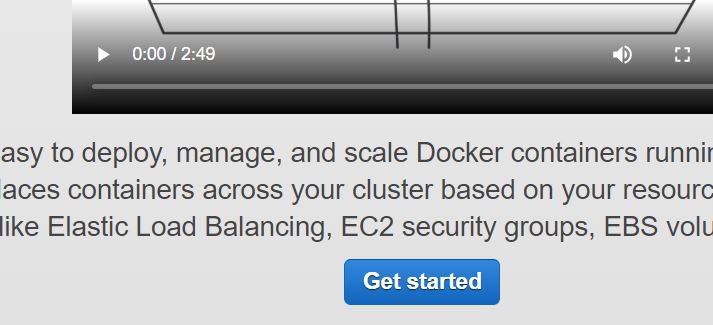 0:00 / 2:49
asy to deploy, manage, and scale Docker containers runnin
laces containers across your cluster based on your resourc
like Elastic Load Balancing, EC2 security groups, EBS volu
Get started